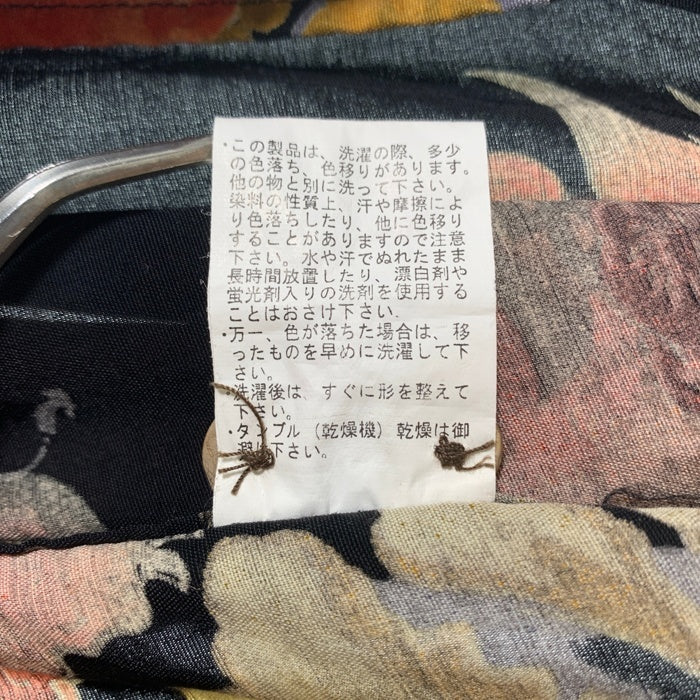 ・この製品は、洗濯の際、多少
の色落ち、色移りがあります。
他の物と別に洗って下さい。
染料の性質上、汗や摩擦によ
り色落ちしたり、他に色移り
することがありますので注意
下さい。水や汗でぬれたまま
長時間放置したり、漂白剤や
蛍光剤入りの洗剤を使用する
ことはおさけ下さい.
・万一、色が落ちた場合は、移
ったものを早めに洗濯して下
さい。
洗濯後は、すぐに形を整えて
下さい。
・タンブル（乾燥機）乾燥は御
下さい。